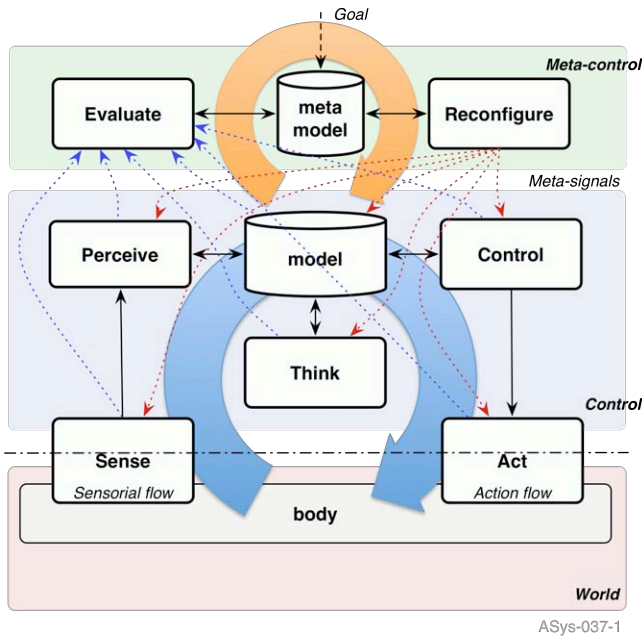 Goal
Meta-control
Evaluate
meta
model
Reconfigure
Meta-signals
Perceive
model
Control
Think
Control
Sense
Sensorial flow
Act
Action flow
body
World
ASys-037-1